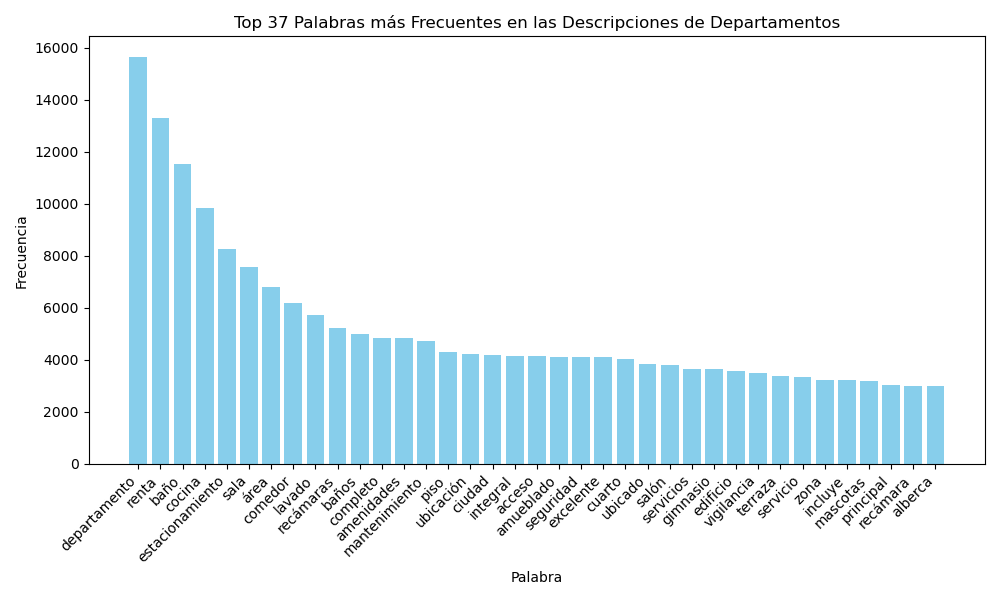 Top 37 Palabras más Frecuentes en las Descripciones de Departamentos
16000
14000
12000
10000
8000
6000
4000
2000
0
Frecuencia
departamento
renta
baño
cocina
estacionamiento
sala
área
comedor
lavado
recámaras
baños
completo
amenidades
mantenimiento
piso
ubicación
ciudad
integral
acceso
amueblado
seguridad
excelente
cuarto
ubicado
salón
servicios
gimnasio
edificio
vigilancia
terraza
servicio
zona
incluye
mascotas
principal
recámara
alberca
Palabra